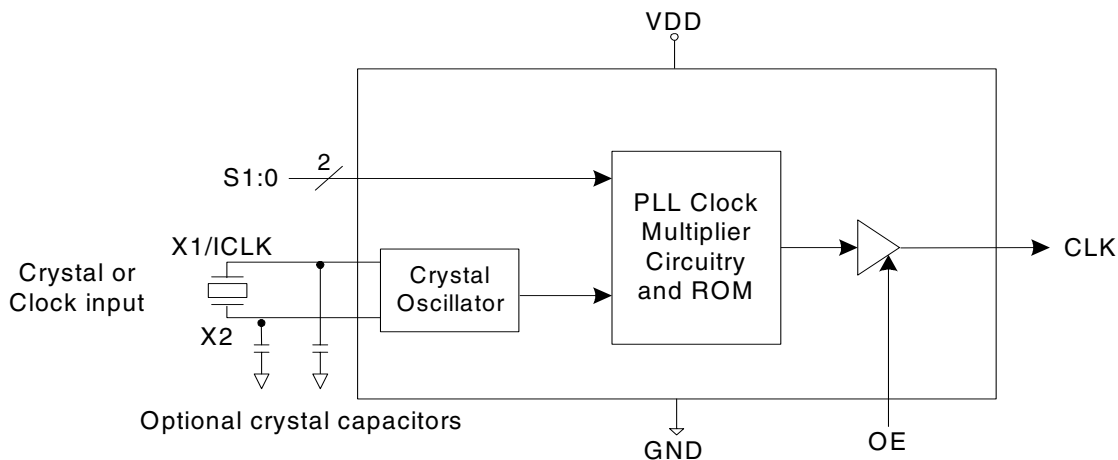 VDD
2
S1:0
PLL Clock
Multiplier
Circuitry
and ROM
CLK
X1/ICLK
Crystal or
Clock input
Crystal
Oscillator
X2
Optional crystal capacitors
GND
OE